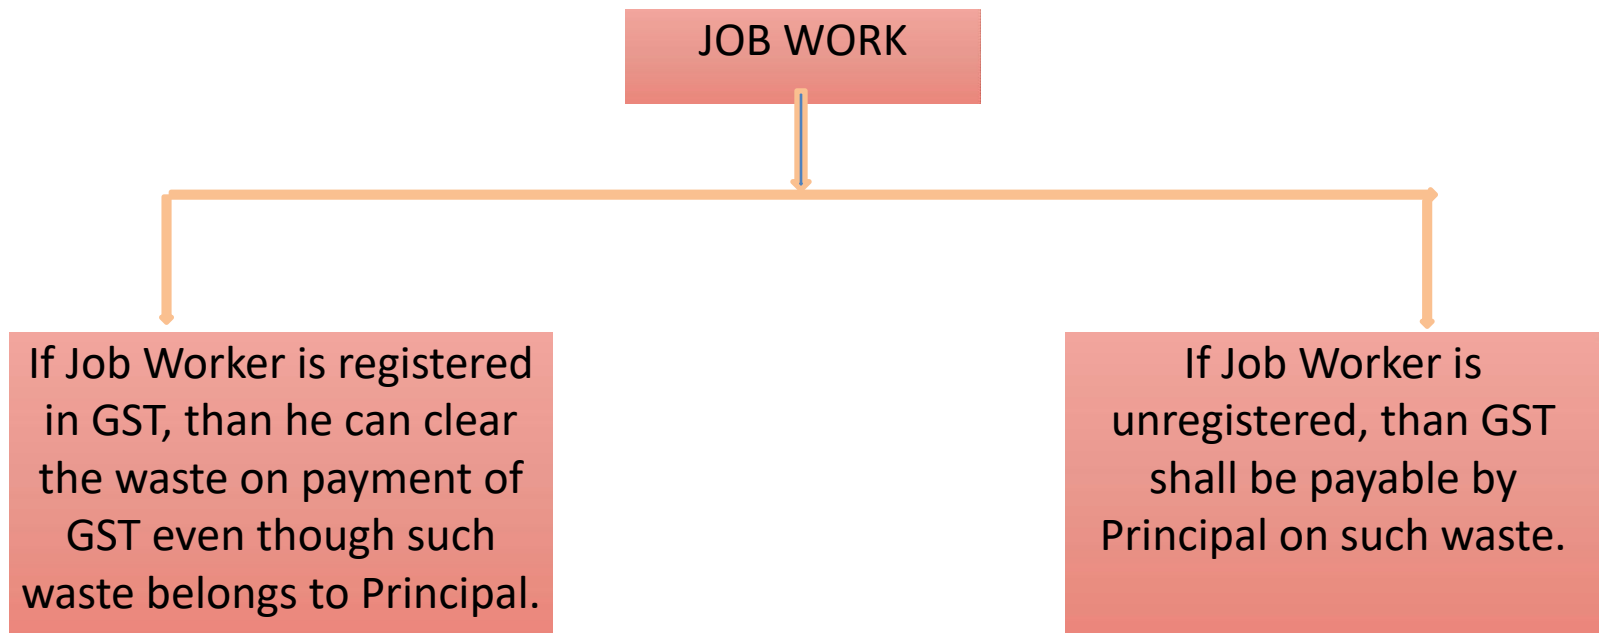 JOB WORK
If Job Worker is registered
in GST, than he can clear
the waste on payment of
GST even though such
waste belongs to Principal.
If Job Worker is
unregistered, than GST
shall be payable by
Principal on such waste.